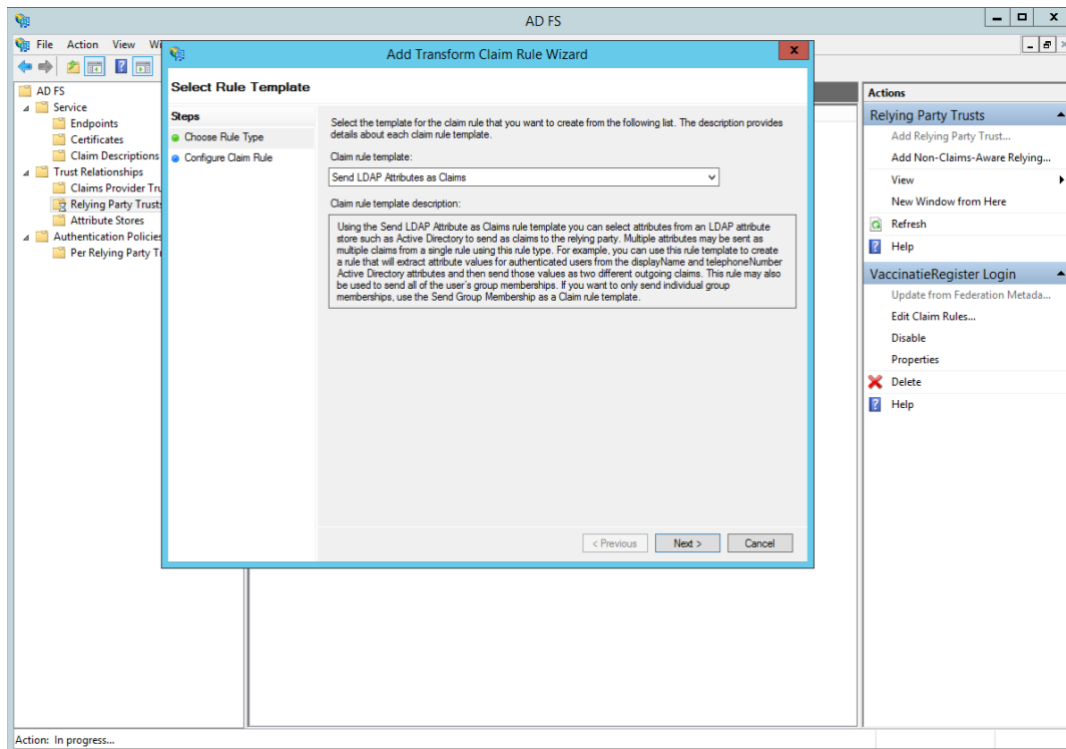 AD FS
File Action View Wi
Add Transform Claim Rule Wizard
Select Rule Template
Steps
Choose Rule Type
Configure Claim Rule
Select the template for the claim rule that you want to create from the following list. The description provides
details about each claim rule template.
Claim rule template:
Send LDAP Attributes as Claims
Claim rule template description:
Using the Send LDAP Attribute as Claims rule template you can select attributes from an LDAP attribute
store such as Active Directory to send as claims to the relying party. Multiple attributes may be sent as
multiple claims from a single rule using this rule type. For example, you can use this rule template to create
a rule that will extract attribute values for authenticated users from the displayName and telephoneNumber
Active Directory attributes and then send those values as two different outgoing claims. This rule may also
be used to send all of the user's group memberships. If you want to only send individual group
memberships, use the Send Group Membership as a Claim rule template.
< Previous
Next >
Cancel
AD FS
Service
Endpoints
Certificates
Claim Descriptions
Trust Relationships
Claims Provider Tru
Relying Party Trusts
Attribute Stores
Authentication Policies
Per Relying Party Tr
Actions
Relying Party Trusts
Add Relying Party Trust...
Add Non-Claims-Aware Relying...
View
New Window from Here
Refresh
Help
VaccinatieRegister Login
Update from Federation Metada...
Edit Claim Rules...
Disable
Properties
Delete
Help
Action: In progress...